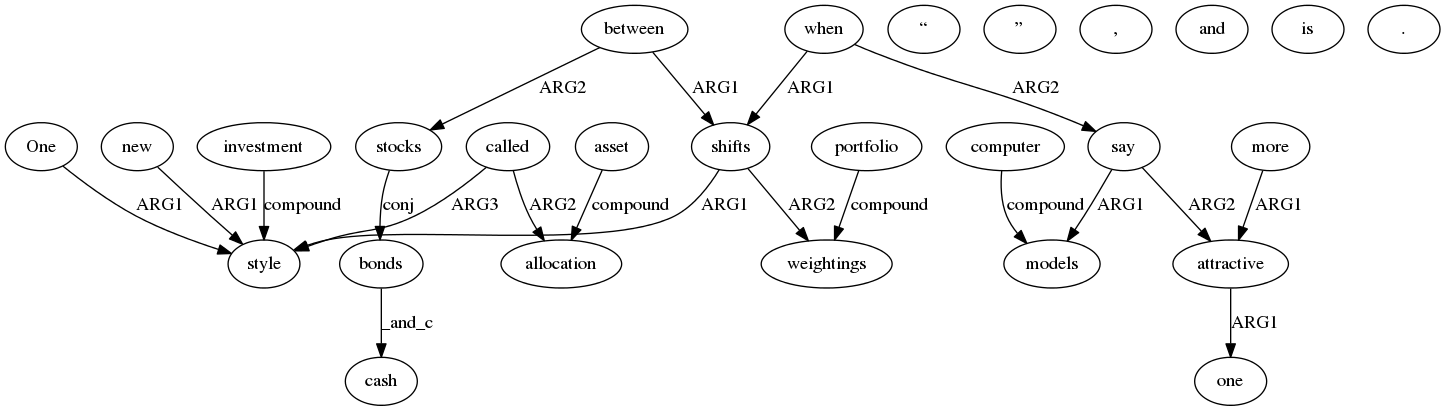 between when “ ” , and is .
ARG2 ARG1 ARG1 ARG2
One new investment stocks called asset shifts portfolio computer say more
ARG1 ARG1 compound conj ARG3 ARG2 compound ARG1 ARG2 compound compound ARG1 ARG2 ARG1
style bonds allocation weightings models attractive
_and_c ARG1
cash one